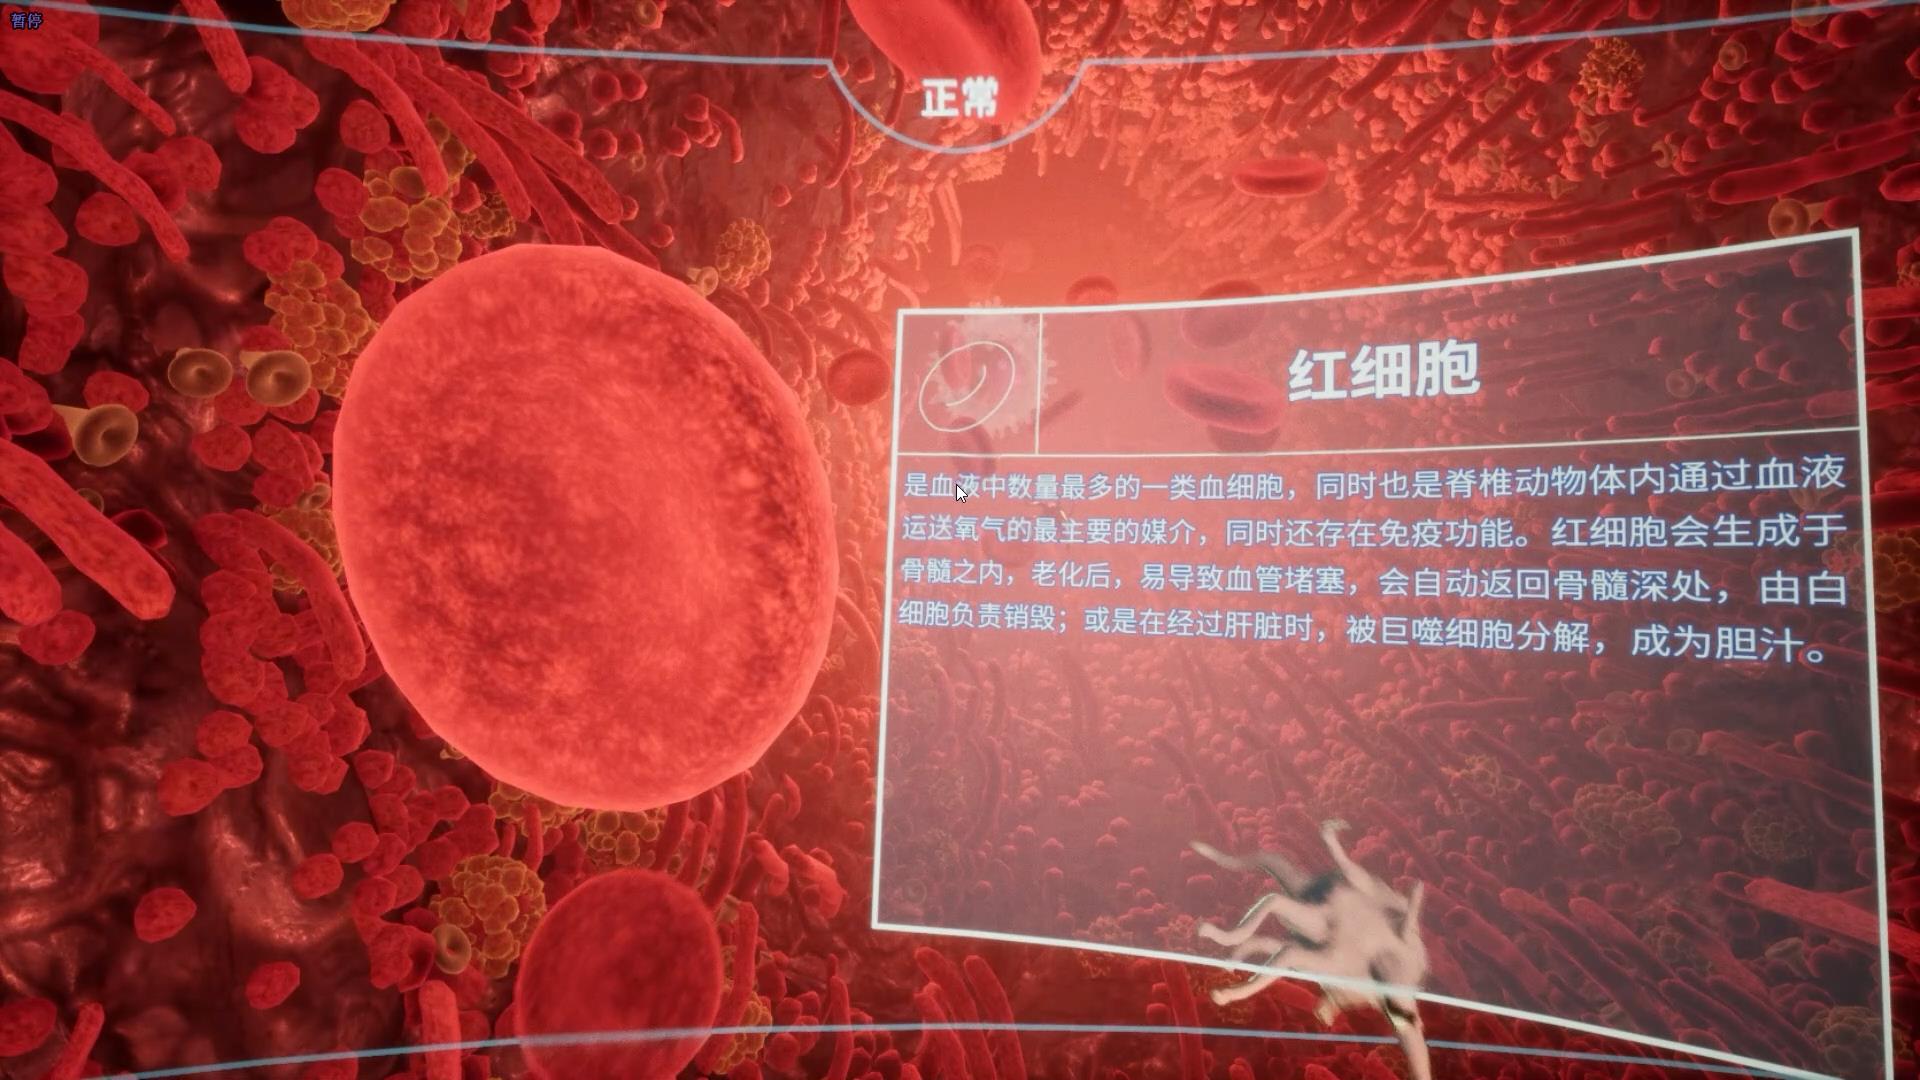 暂停
正常
红细胞
是血液中数量最多的一类血细胞，同时也是脊椎动物体内通过血液
运送氧气的最主要的媒介，同时还存在免疫功能。红细胞会生成于
骨髓之内，老化后，易导致血管堵塞，会自动返回骨髓深处，由白
细胞负责销毁；或是在经过肝脏时，被巨噬细胞分解，成为胆汁。